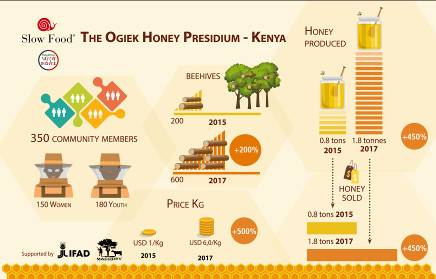 Slow Food®
THE OGIEK HONEY PRESIDIUM - KENYA
350 COMMUNITY MEMBERS
150 WOMEN
180 YOUTH
Supported by
IFAD
BEEHIVES
200
2015
+200%
600
2017
PRICE KG
USD 1/Kg
2015
USD 6,0/Kg
2017
+500%
HONEY
PRODUCED
0.8 tons
2015
1.8 tonnes
2017
+450%
HONEY
SOLD
0.8 tons 2015
1.8 tons 2017
+450%